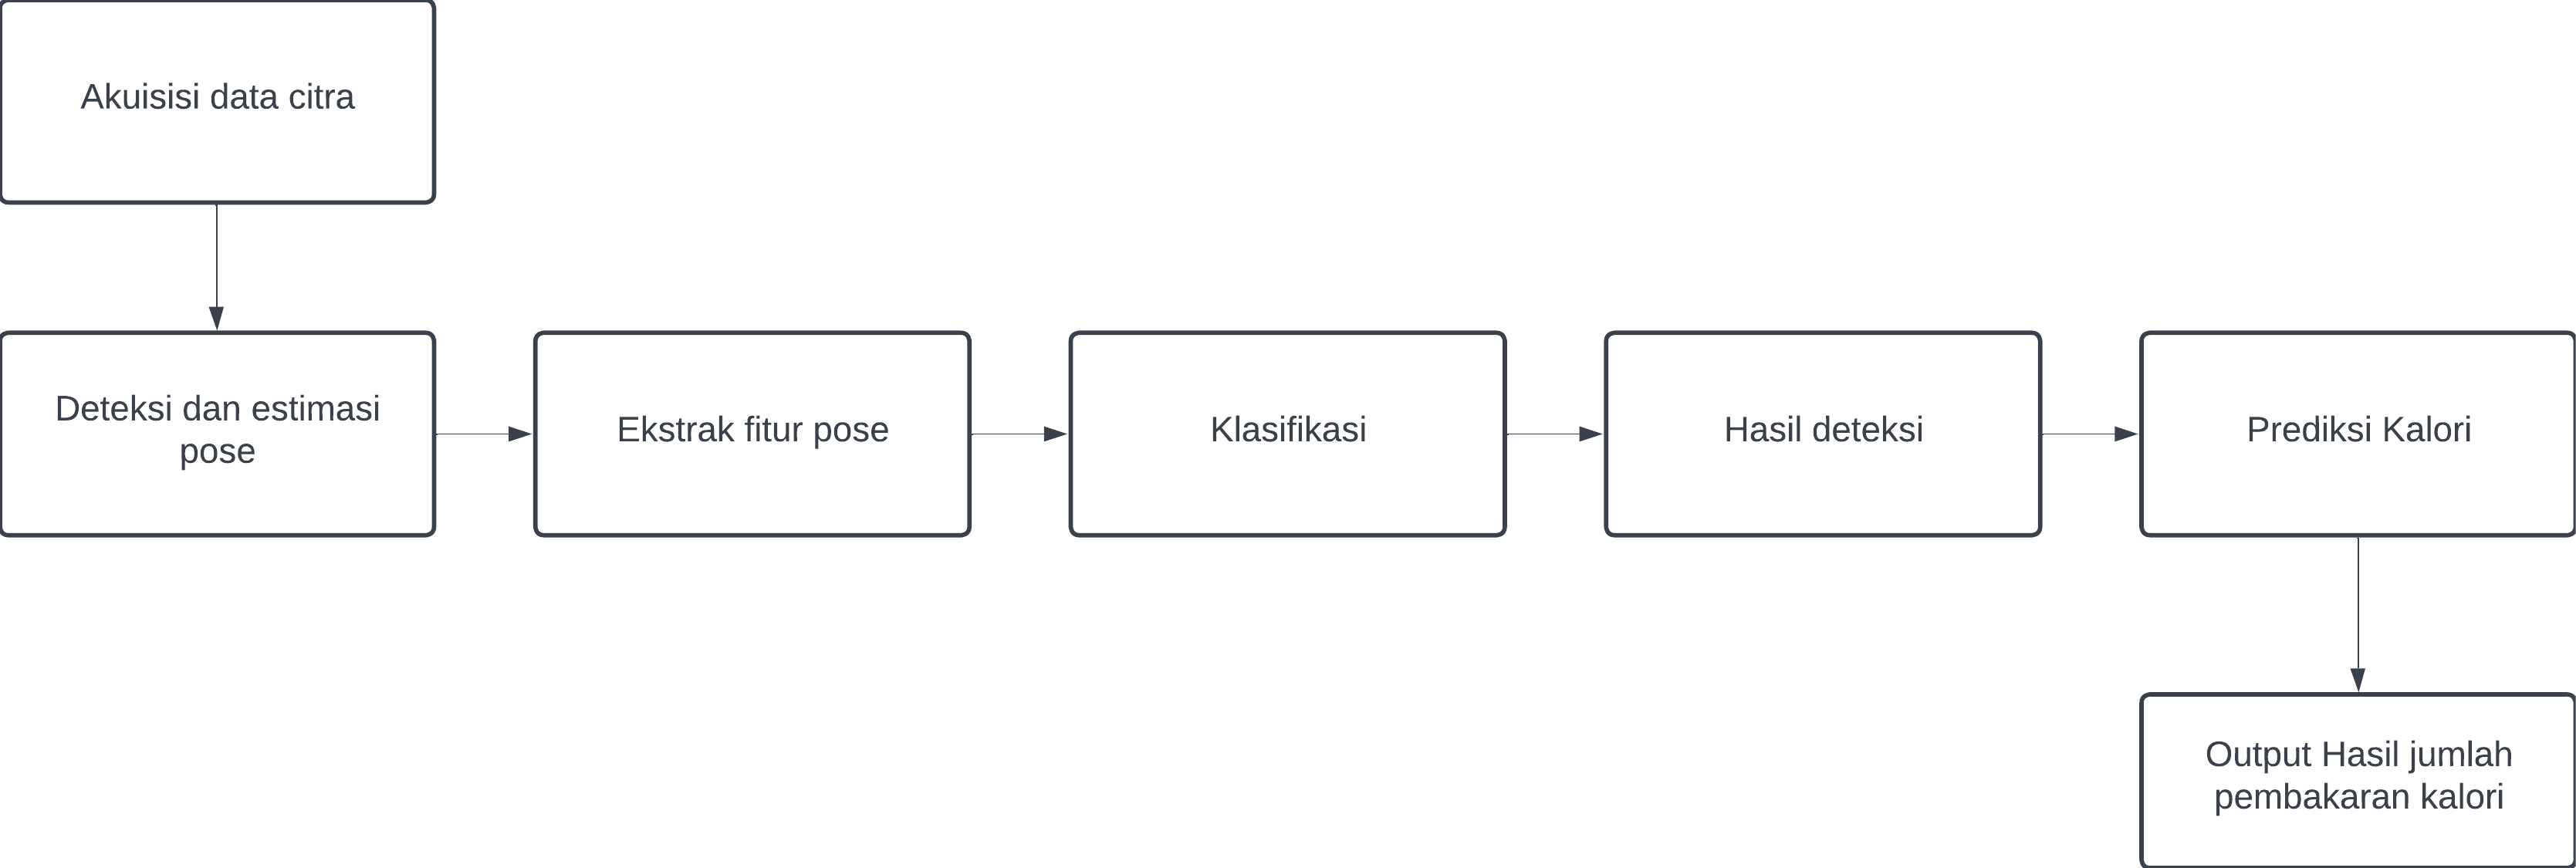 Akuisisi data citra
Deteksi dan estimasi
pose
Ekstrak fitur pose
Klasifikasi
Hasil deteksi
Prediksi Kalori
Output Hasil jumlah
pembakaran kalori